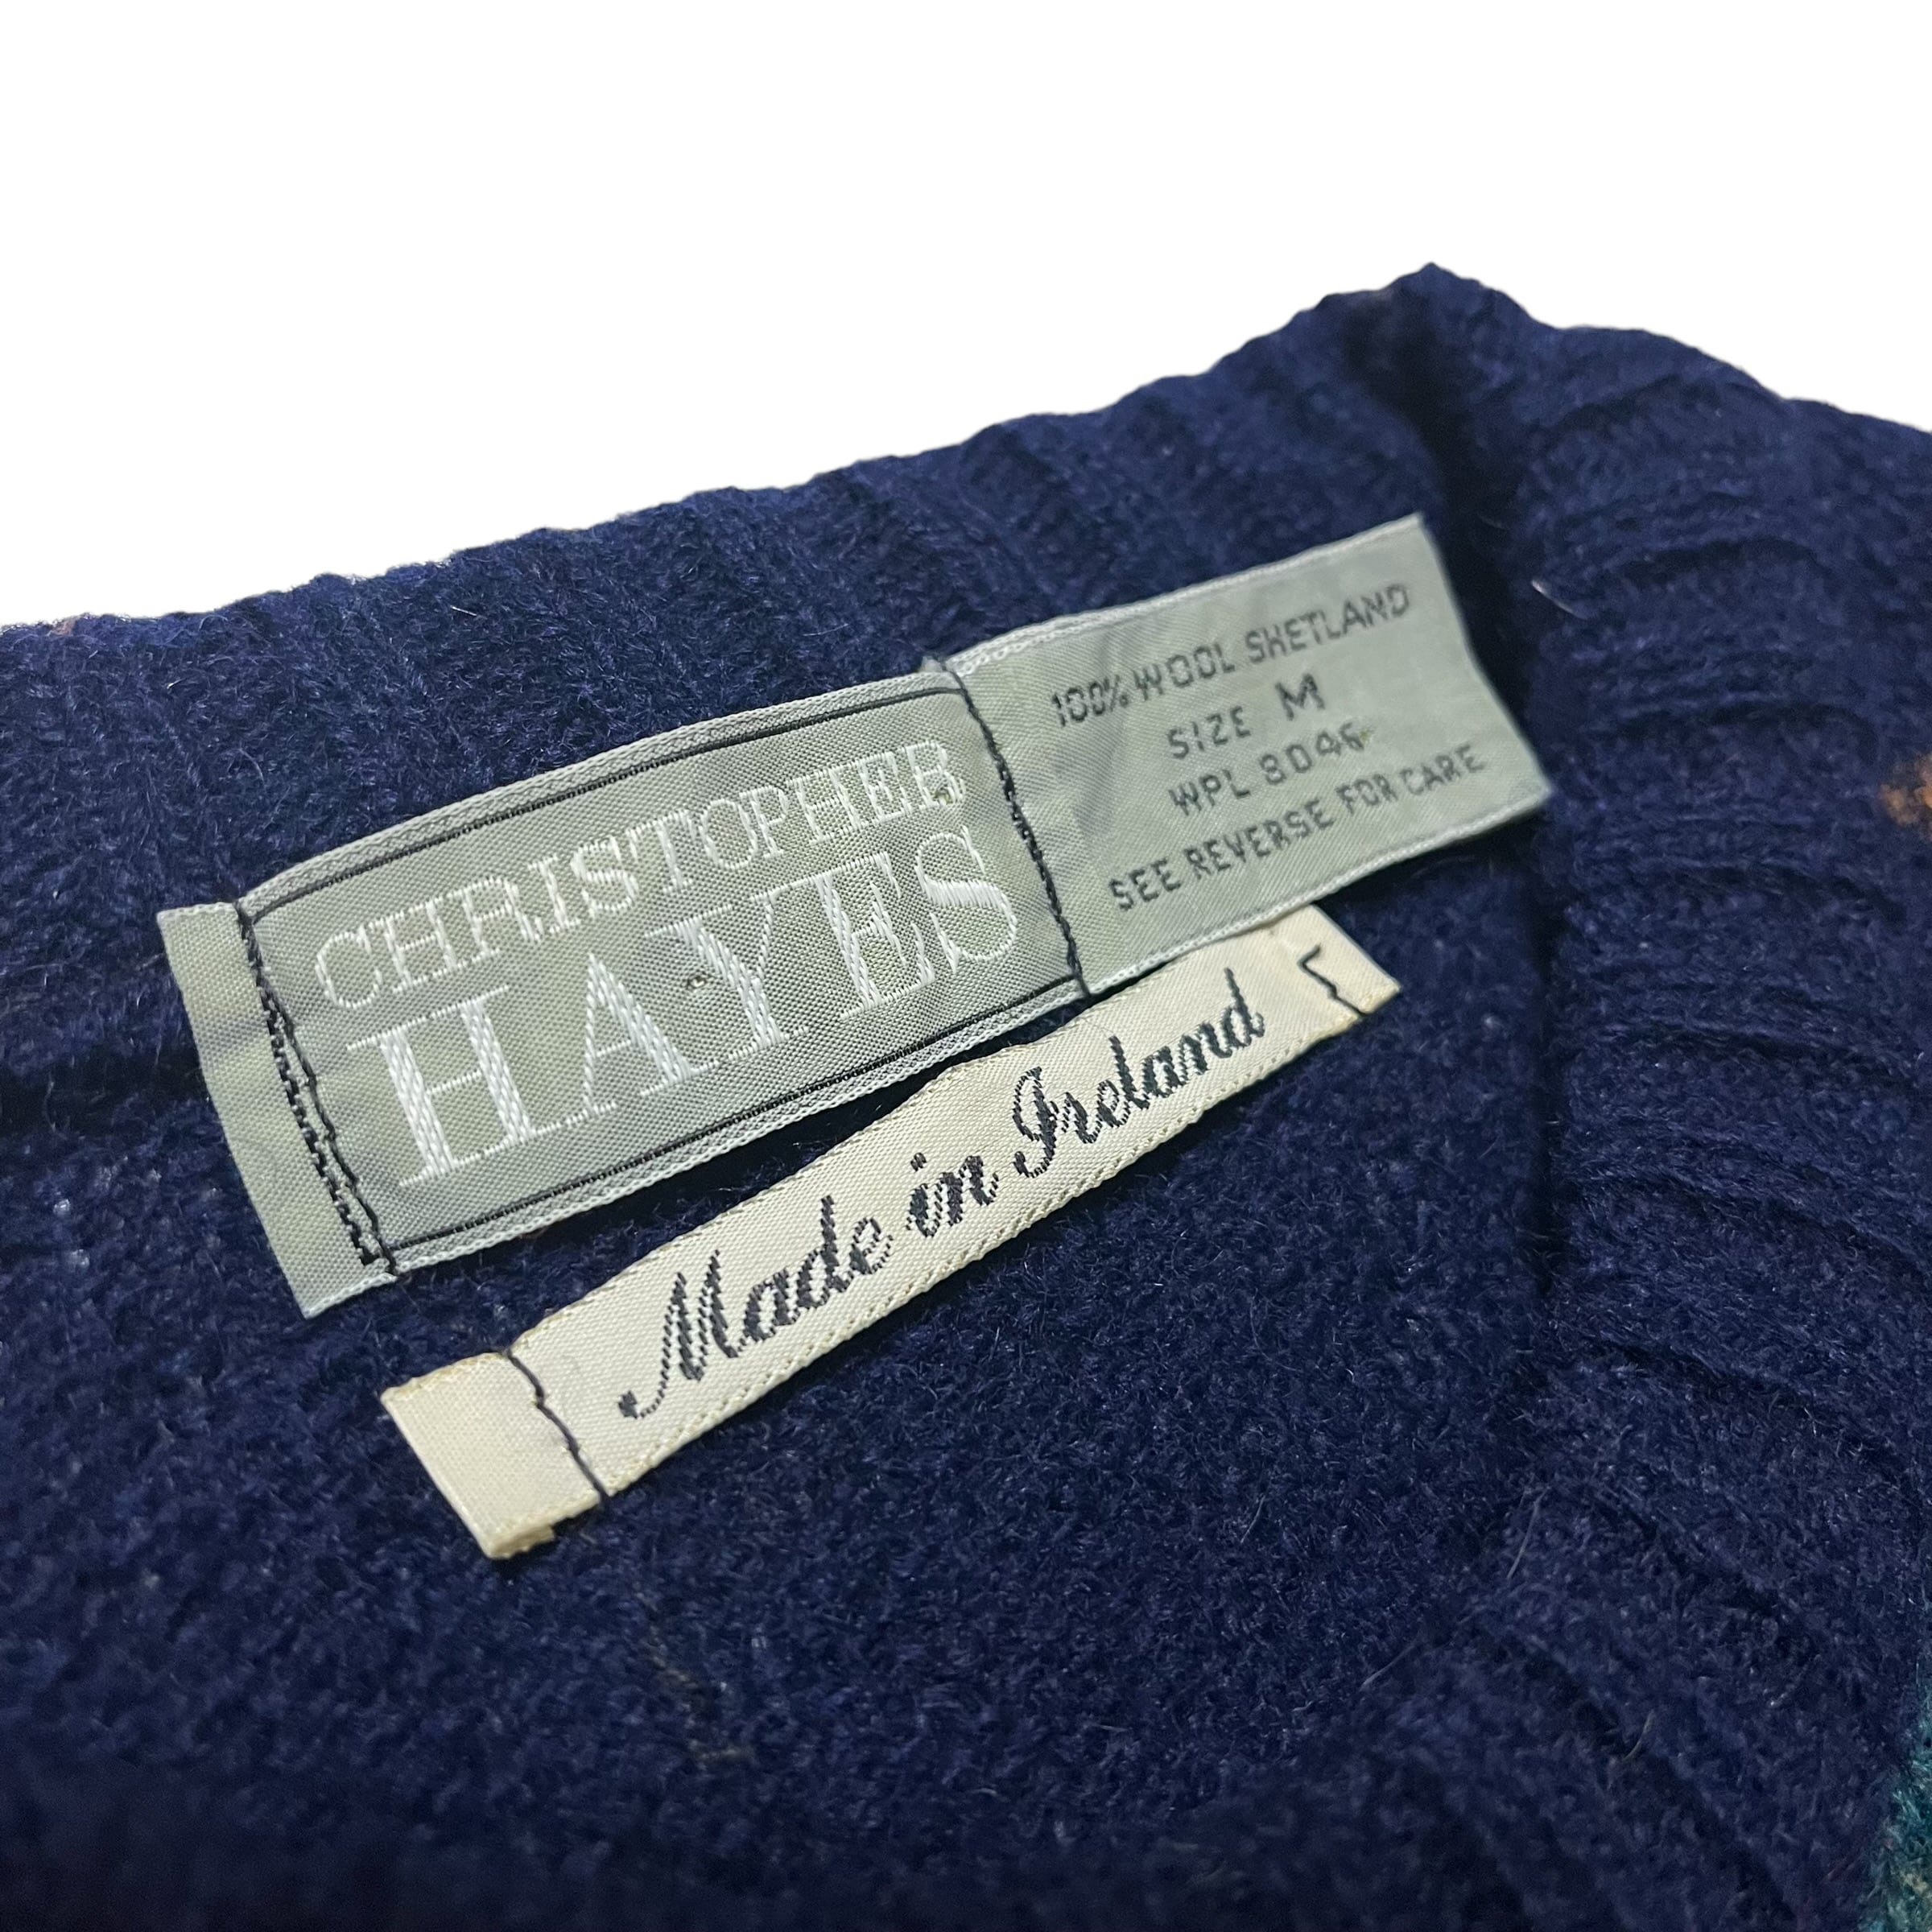 CHRISTOPHER
HAYES
100% WOOL SHETLAND
SIZE M
WPL 8046
SEE REVERSE FOR CARE
Made in Ireland